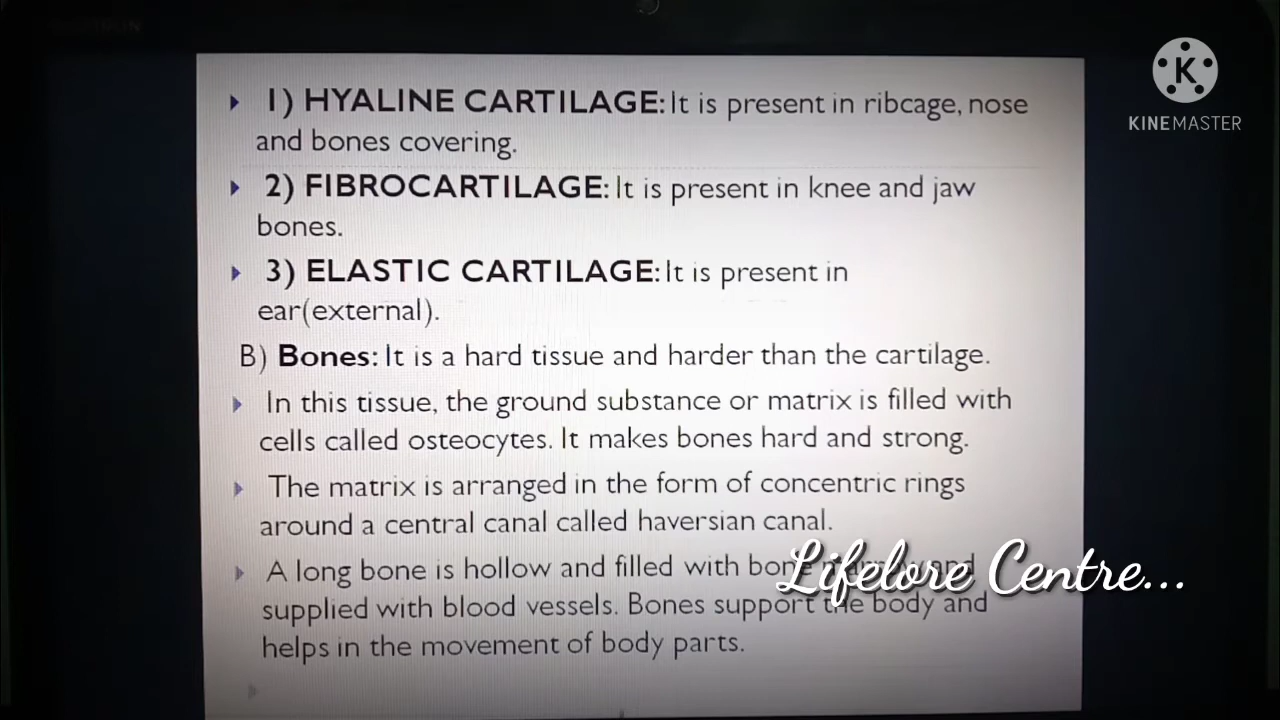 K
KINEMASTER
1) HYALINE CARTILAGE: It is present in ribcage, nose
and bones covering.
2) FIBROCARTILAGE: It is present in knee and jaw
bones.
3) ELASTIC CARTILAGE: It is present in
ear(external).
B) Bones: It is a hard tissue and harder than the cartilage.
In this tissue, the ground substance or matrix is filled with
cells called osteocytes. It makes bones hard and strong.
The matrix is arranged in the form of concentric rings
around a central canal called haversian canal.
A long bone is hollow and filled with bone and
supplied with blood vessels. Bones support the body and
helps in the movement of body parts.
Lifelore Centre...